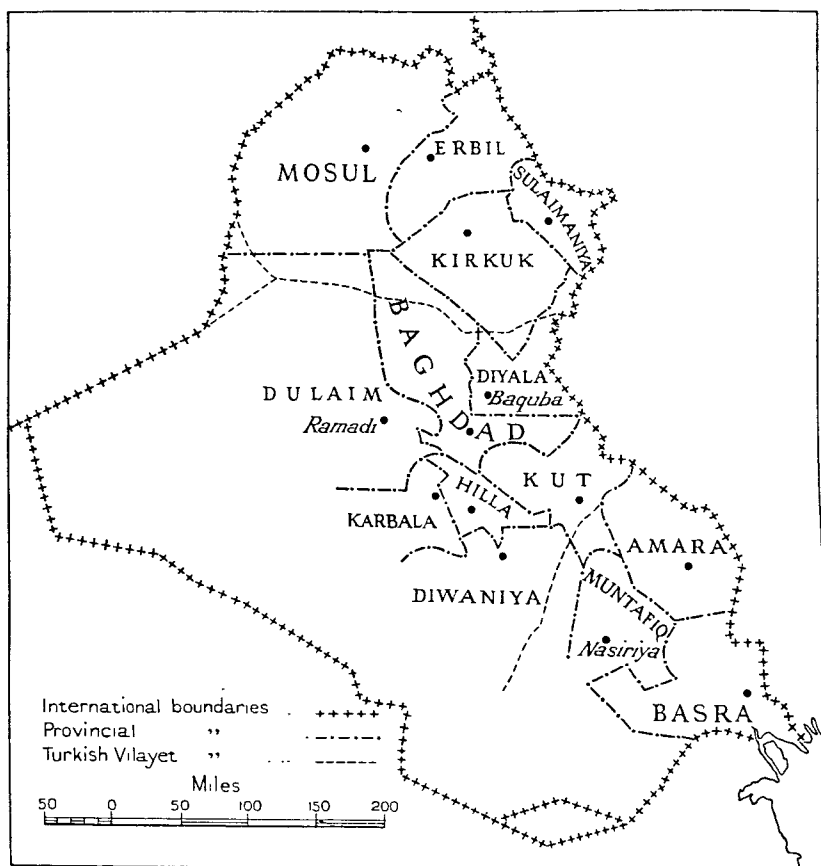 MOSUL
ERBIL
SULAIMANIYA
KIRKUK
BAGHDAD
DIYALA
Baquba
DULAIM
Ramadi
KUT
HILLA
KARBALA
AMARA
DIWANIYA
MUNTAFIQ
Nasiriya
BASRA
International boundaries
Provincial ,,
Turkish Vilayet ,,
Miles
50 0 50 100 150 200